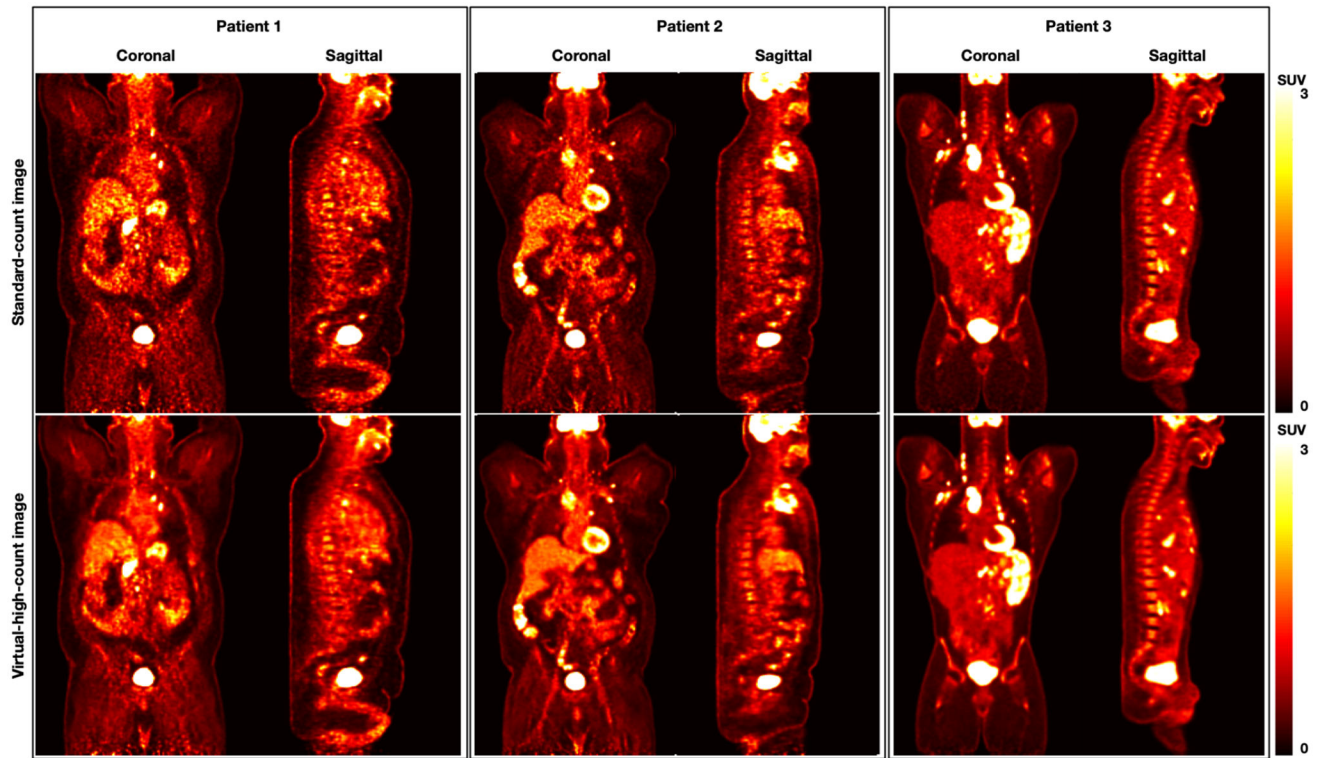 Patient 1
Patient 2
Patient 3
Coronal
Sagittal
Coronal
Sagittal
Coronal
Sagittal
Standard-count image
SUV
3
0
Virtual-high-count image
SUV
3
0